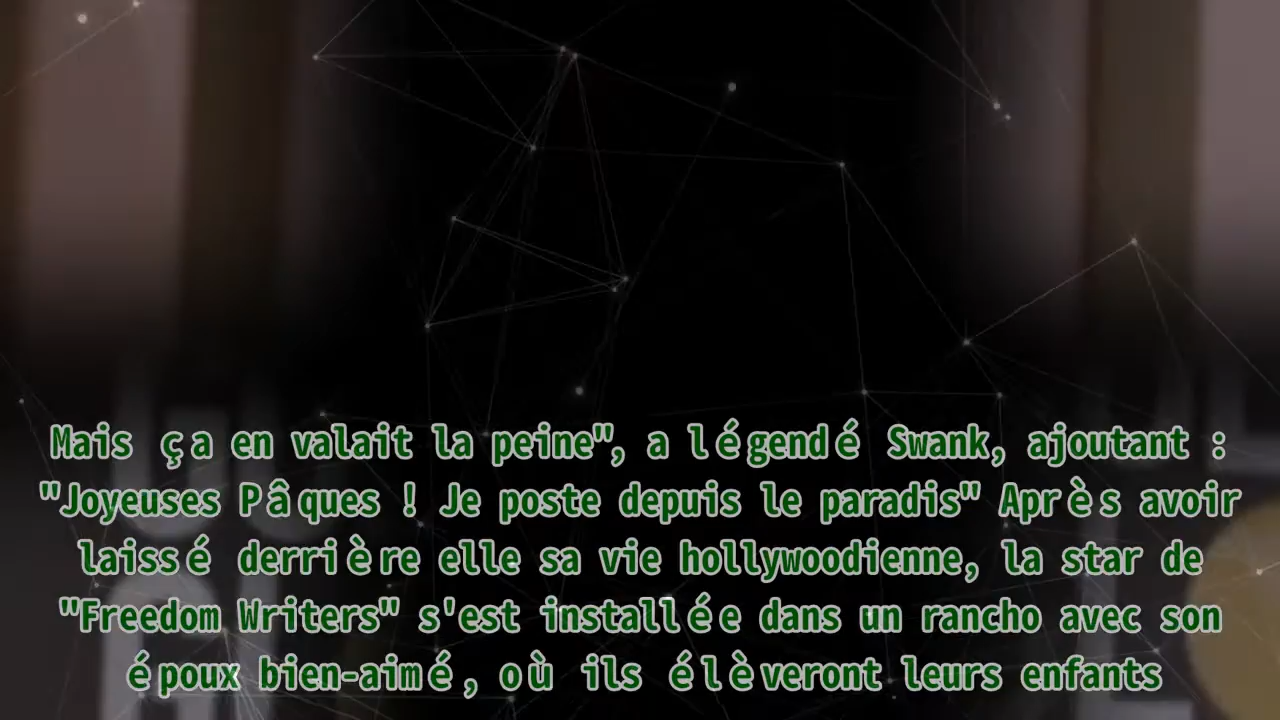 Mais ça en valait la peine", a légendé Swank, ajoutant :
"Joyeuses Pâques ! Je poste depuis le paradis" Après avoir
laissé derrière elle sa vie hollywoodienne, la star de
"Freedom Writers" s'est installée dans un rancho avec son
époux bien-aimé, où ils élèveront leurs enfants